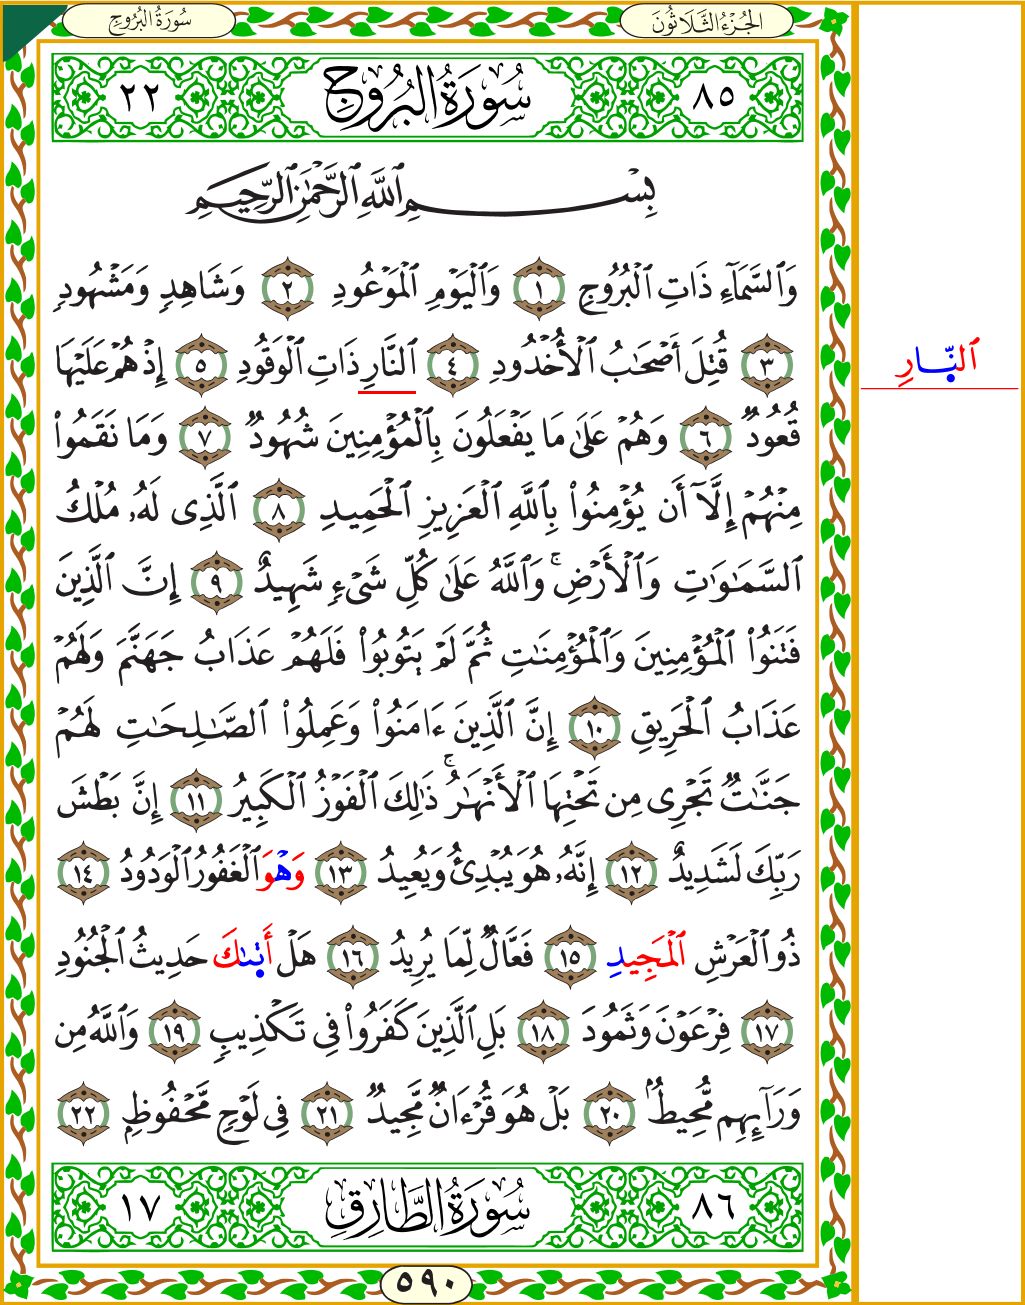 الجُزْءُ الثَّلَاثُونَ
سُورَةُ البُرُوجِ
٨٥
سُورَةُ البُرُوجِ
٢٢
بِسْمِ ٱللَّهِ ٱلرَّحْمَٰنِ ٱلرَّحِيمِ
وَٱلسَّمَآءِ ذَاتِ ٱلْبُرُوجِ ١ وَٱلْيَوْمِ ٱلْمَوْعُودِ ٢ وَشَاهِدٍ وَمَشْهُودٍ
٣ قُتِلَ أَصْحَٰبُ ٱلْأُخْدُودِ ٤ ٱلنَّارِ ذَاتِ ٱلْوَقُودِ ٥ إِذْ هُمْ عَلَيْهَا
ٱلنَّارِ
قُعُودٌ ٦ وَهُمْ عَلَىٰ مَا يَفْعَلُونَ بِٱلْمُؤْمِنِينَ شُهُودٌ ٧ وَمَا نَقَمُوا۟
مِنْهُمْ إِلَّآ أَن يُؤْمِنُوا۟ بِٱللَّهِ ٱلْعَزِيزِ ٱلْحَمِيدِ ٨ ٱلَّذِى لَهُۥ مُلْكُ
ٱلسَّمَٰوَٰتِ وَٱلْأَرْضِ ۚ وَٱللَّهُ عَلَىٰ كُلِّ شَىْءٍ شَهِيدٌ ٩ إِنَّ ٱلَّذِينَ
فَتَنُوا۟ ٱلْمُؤْمِنِينَ وَٱلْمُؤْمِنَٰتِ ثُمَّ لَمْ يَتُوبُوا۟ فَلَهُمْ عَذَابُ جَهَنَّمَ وَلَهُمْ
عَذَابُ ٱلْحَرِيقِ ١٠ إِنَّ ٱلَّذِينَ ءَامَنُوا۟ وَعَمِلُوا۟ ٱلصَّٰلِحَٰتِ لَهُمْ
جَنَّٰتٌ تَجْرِى مِن تَحْتِهَا ٱلْأَنْهَٰرُ ۚ ذَٰلِكَ ٱلْفَوْزُ ٱلْكَبِيرُ ١١ إِنَّ بَطْشَ
رَبِّكَ لَشَدِيدٌ ١٢ إِنَّهُۥ هُوَ يُبْدِئُ وَيُعِيدُ ١٣ وَهْوَ ٱلْغَفُورُ ٱلْوَدُودُ ١٤
ذُو ٱلْعَرْشِ ٱلْمَجِيدِ ١٥ فَعَّالٌ لِّمَا يُرِيدُ ١٦ هَلْ أَتَىٰكَ حَدِيثُ ٱلْجُنُودِ
١٧ فِرْعَوْنَ وَثَمُودَ ١٨ بَلِ ٱلَّذِينَ كَفَرُوا۟ فِى تَكْذِيبٍ ١٩ وَٱللَّهُ مِن
وَرَآئِهِم مُّحِيطٌۢ ٢٠ بَلْ هُوَ قُرْءَانٌ مَّجِيدٌ ٢١ فِى لَوْحٍ مَّحْفُوظٍۭ ٢٢
٨٦
سُورَةُ الطَّارِقِ
١٧
٥٩٠